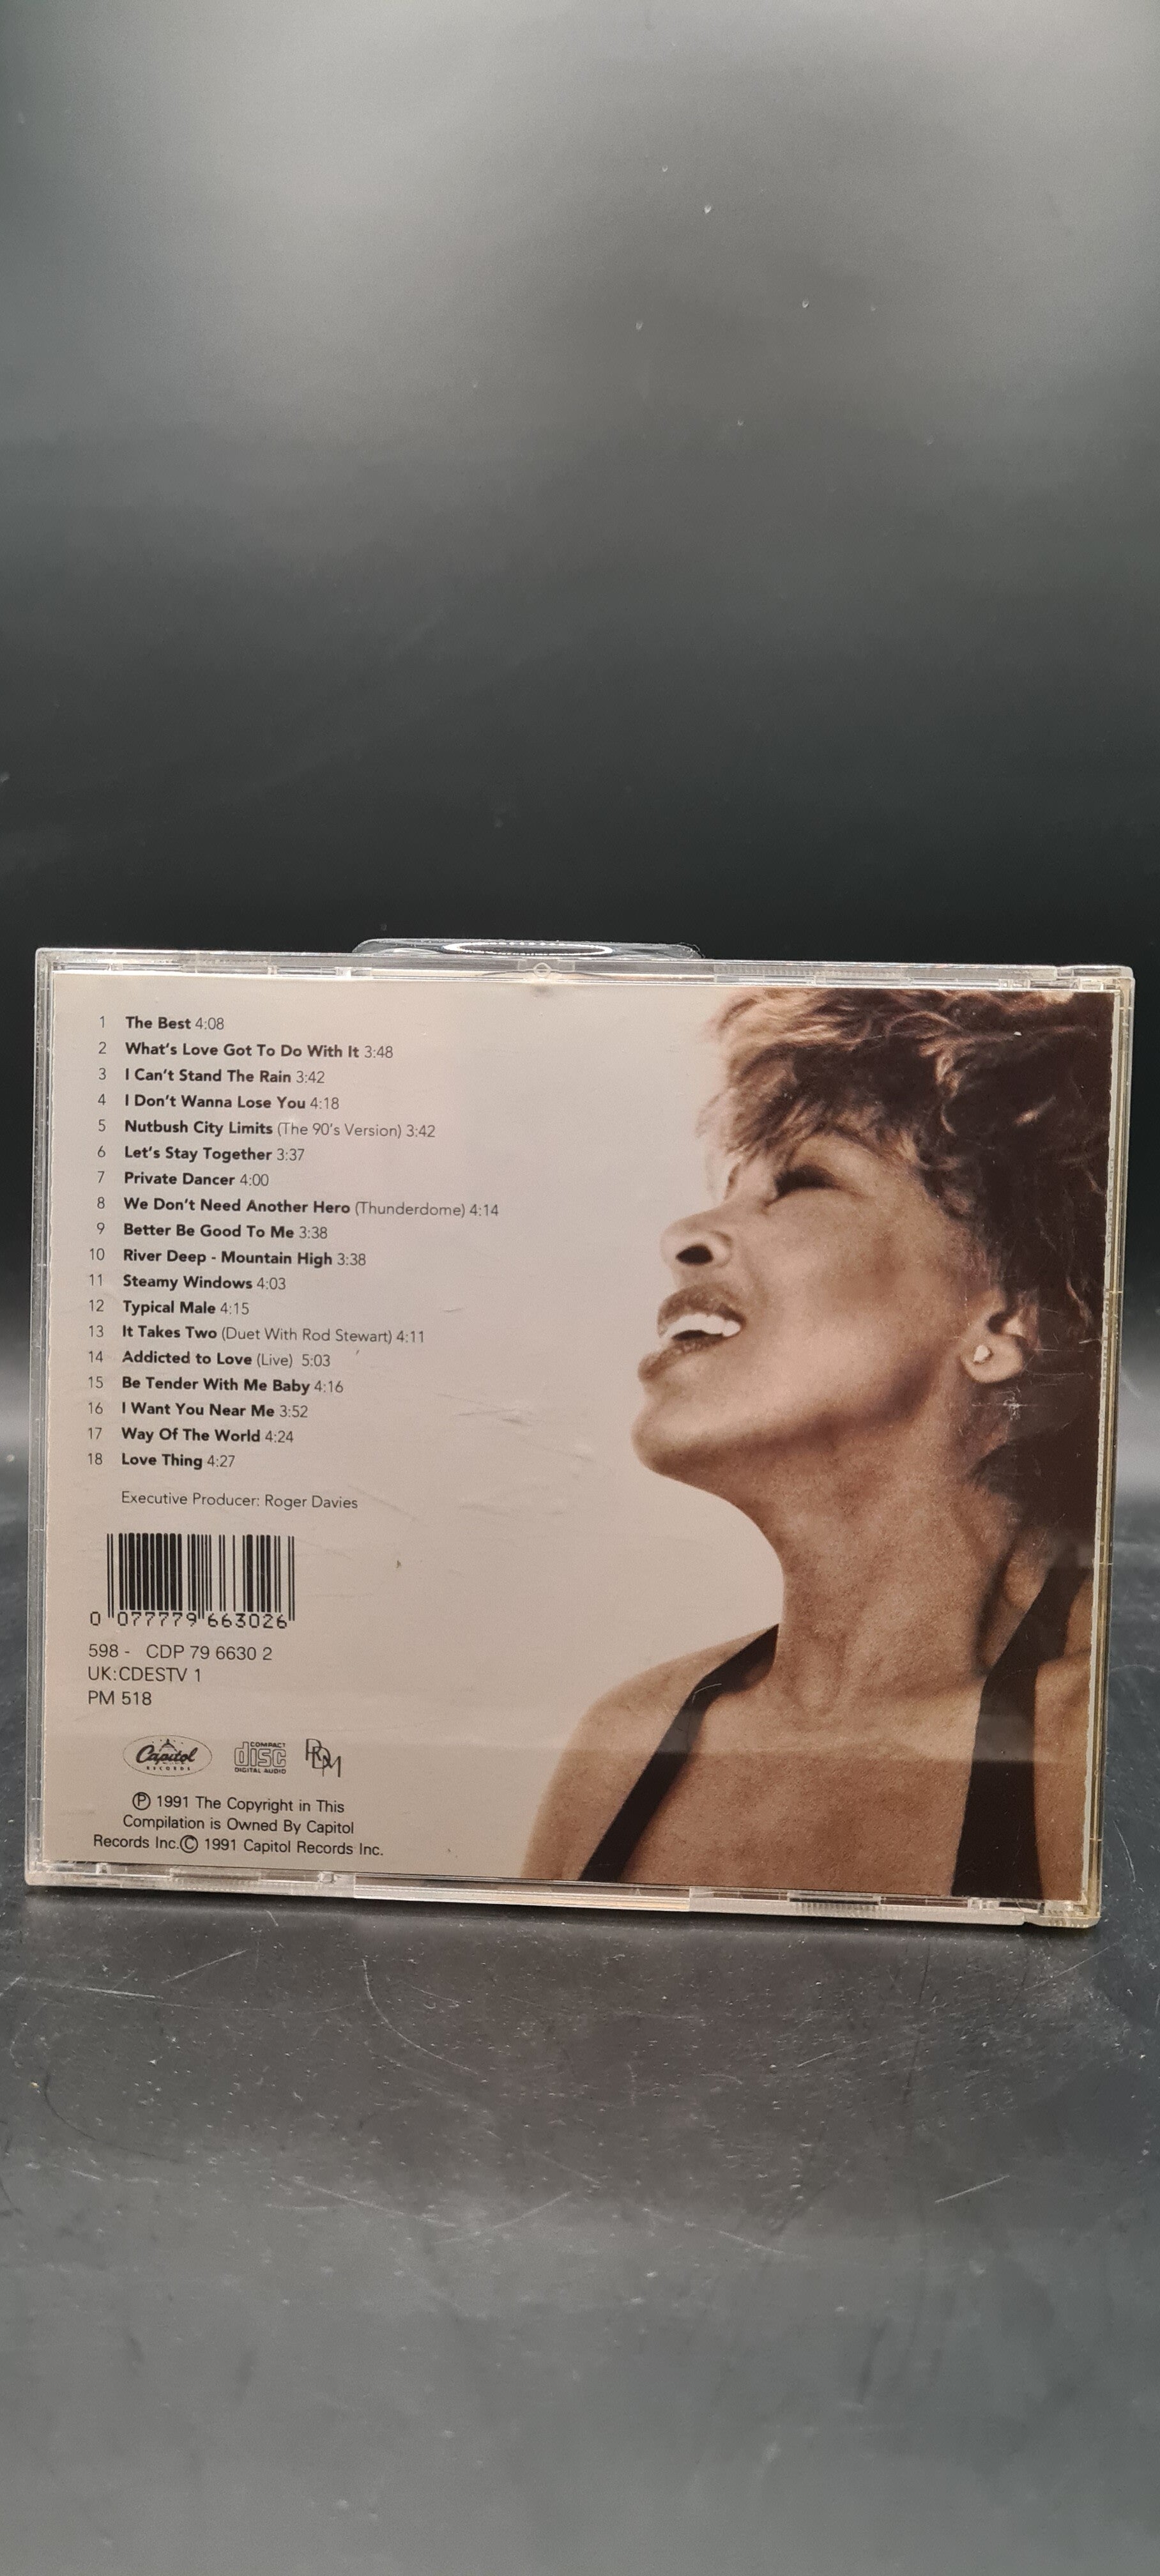 1 The Best 4:08
2 What's Love Got To Do With It 3:48
3 I Can't Stand The Rain 3:42
4 I Don't Wanna Lose You 4:18
5 Nutbush City Limits (The 90's Version) 3:42
6 Let's Stay Together 3:37
7 Private Dancer 4:00
8 We Don't Need Another Hero (Thunderdome) 4:14
9 Better Be Good To Me 3:38
10 River Deep - Mountain High 3:38
11 Steamy Windows 4:03
12 Typical Male 4:15
13 It Takes Two (Duet With Rod Stewart) 4:11
14 Addicted to Love (Live) 5:03
15 Be Tender With Me Baby 4:16
16 I Want You Near Me 3:52
17 Way Of The World 4:24
18 Love Thing 4:27
Executive Producer: Roger Davies
0 077779 663026
598 - CDP 79 6630 2
UK:CDESTV 1
PM 518
Capitol RECORDS
COMPACT disc DIGITAL AUDIO
RDM
℗ 1991 The Copyright in This
Compilation is Owned By Capitol
Records Inc.© 1991 Capitol Records Inc.